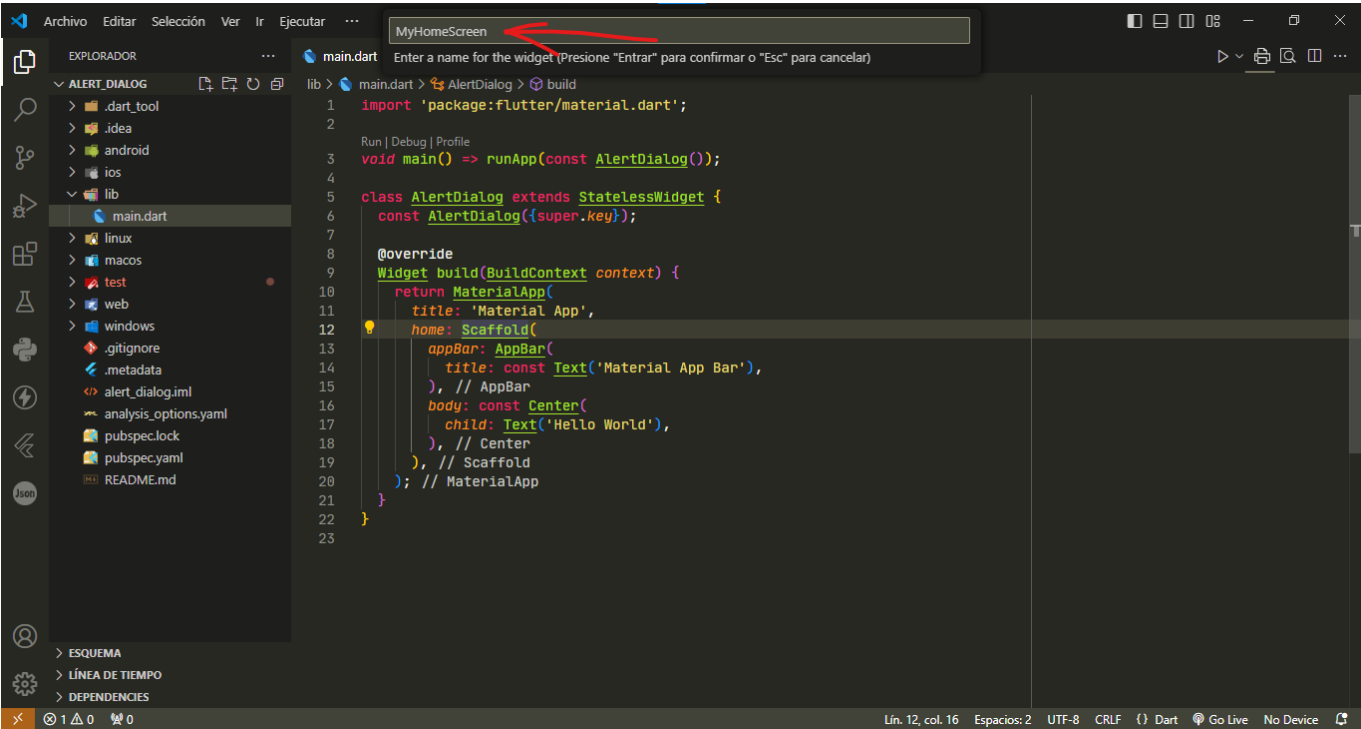 Archivo Editar Selección Ver Ir Ejecutar ···
MyHomeScreen
Enter a name for the widget (Presione "Entrar" para confirmar o "Esc" para cancelar)
EXPLORADOR ···
ALERT_DIALOG
.dart_tool
.idea
android
ios
lib
main.dart
linux
macos
test
web
windows
.gitignore
.metadata
alert_dialog.iml
analysis_options.yaml
pubspec.lock
pubspec.yaml
README.md
ESQUEMA
LÍNEA DE TIEMPO
DEPENDENCIES
Json
main.dart
lib > main.dart > AlertDialog > build
1 import 'package:flutter/material.dart';
2
Run | Debug | Profile
3 void main() => runApp(const AlertDialog());
4
5 class AlertDialog extends StatelessWidget {
6 const AlertDialog({super.key});
7
8 @override
9 Widget build(BuildContext context) {
10 return MaterialApp(
11 title: 'Material App',
12 home: Scaffold(
13 appBar: AppBar(
14 title: const Text('Material App Bar'),
15 ), // AppBar
16 body: const Center(
17 child: Text('Hello World'),
18 ), // Center
19 ), // Scaffold
20 ); // MaterialApp
21 }
22 }
23
1 0 0 Lín. 12, col. 16 Espacios: 2 UTF-8 CRLF {} Dart Go Live No Device